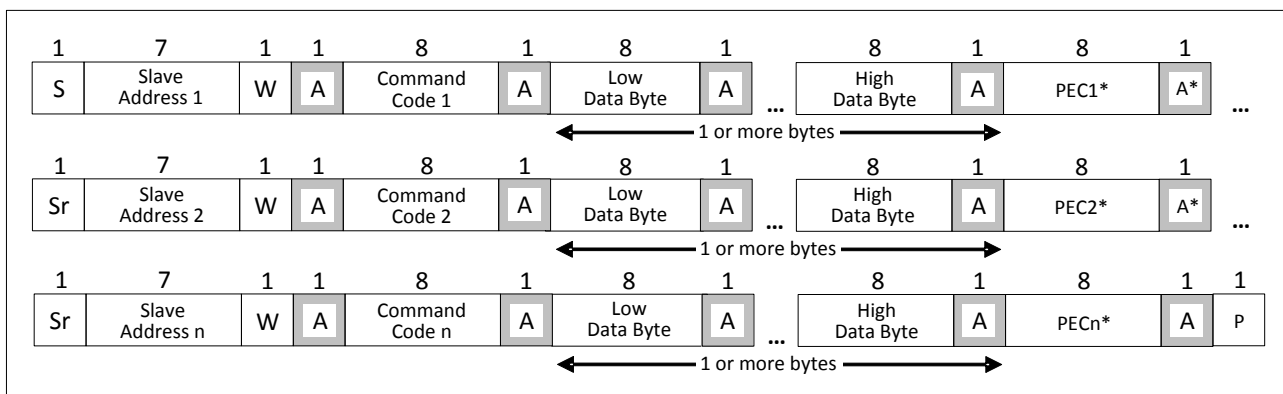 1 7 1 1 8 1 8 1 8 1 8 1
S Slave Address 1 W A Command Code 1 A Low Data Byte A ... High Data Byte A PEC1* A* ...
1 or more bytes
1 7 1 1 8 1 8 1 8 1 8 1
Sr Slave Address 2 W A Command Code 2 A Low Data Byte A ... High Data Byte A PEC2* A* ...
1 or more bytes
1 7 1 1 8 1 8 1 8 1 8 1 1
Sr Slave Address n W A Command Code n A Low Data Byte A ... High Data Byte A PECn* A P
1 or more bytes